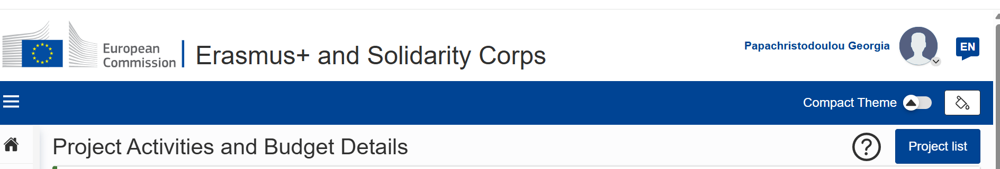 European
Commission
Erasmus+ and Solidarity Corps
Papachristodoulou Georgia
EN
Compact Theme
Project Activities and Budget Details
?
Project list